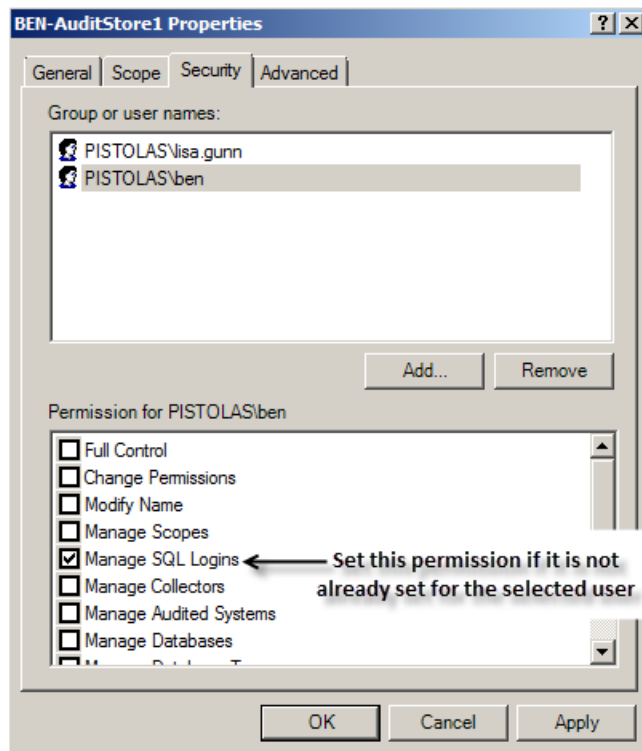 BEN-AuditStore1 Properties
General Scope Security Advanced
Group or user names:
PISTOLAS\lisa.gunn
PISTOLAS\ben
Add... Remove
Permission for PISTOLAS\ben
Full Control
Change Permissions
Modify Name
Manage Scopes
Manage SQL Logins Set this permission if it is not
Manage Collectors already set for the selected user
Manage Audited Systems
Manage Databases
OK Cancel Apply